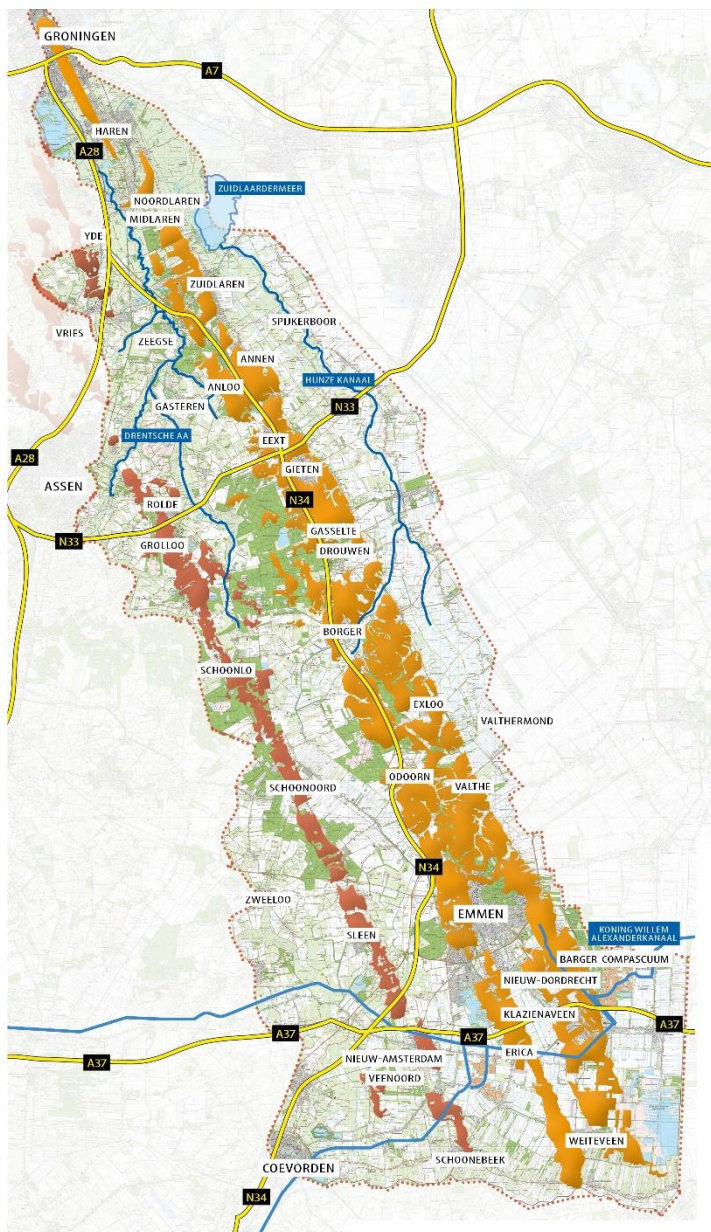 GRONINGEN
A7
HAREN
A28
ZUIDLAARDERMEER
NOORDLAREN
MIDLAREN
YDE
ZUIDLAREN
SPIJKERBOOR
VRIES
ZEEGSE
ANNEN
HUNZE KANAAL
ANLOO
GASTEREN
N33
DRENTSCHE AA
EEXT
A28
GIETEN
ASSEN
N34
ROLDE
GASSELTE
N33
GROLLOO
DROUWEN
BORGER
SCHOONLO
EXLOO
VALTHERMOND
ODOORN
VALTHE
SCHOONOORD
N34
ZWEELOO
EMMEN
KONING WILLEM
ALEXANDERKANAAL
SLEEN
BARGER COMPASCUUM
NIEUW-DORDRECHT
KLAZIENAVEEN
A37
A37
A37
ERICA
A37
NIEUW-AMSTERDAM
VEENOORD
WEITEVEEN
SCHOONEBEEK
COEVORDEN
N34